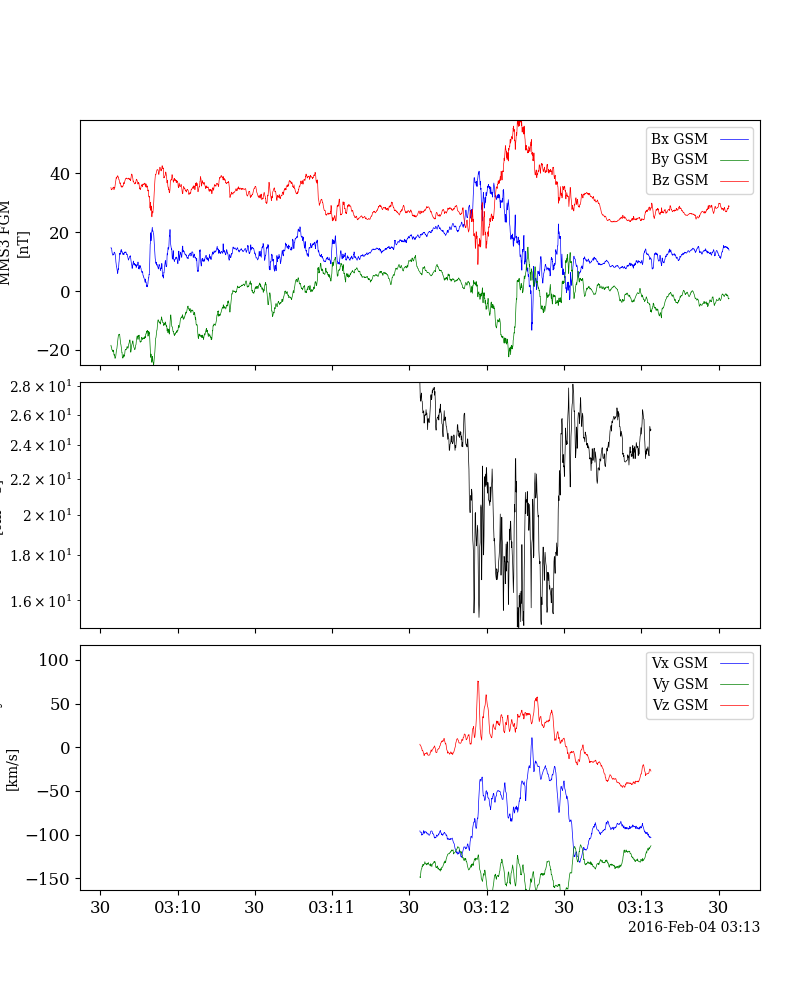 MMS3 FGM
[nT]
40
20
0
−20
Bx GSM
By GSM
Bz GSM
2.8 × 10¹
2.6 × 10¹
2.4 × 10¹
2.2 × 10¹
2 × 10¹
1.8 × 10¹
1.6 × 10¹
[km/s]
100
50
0
−50
−100
−150
Vx GSM
Vy GSM
Vz GSM
30 03:10 30 03:11 30 03:12 30 03:13 30
2016-Feb-04 03:13